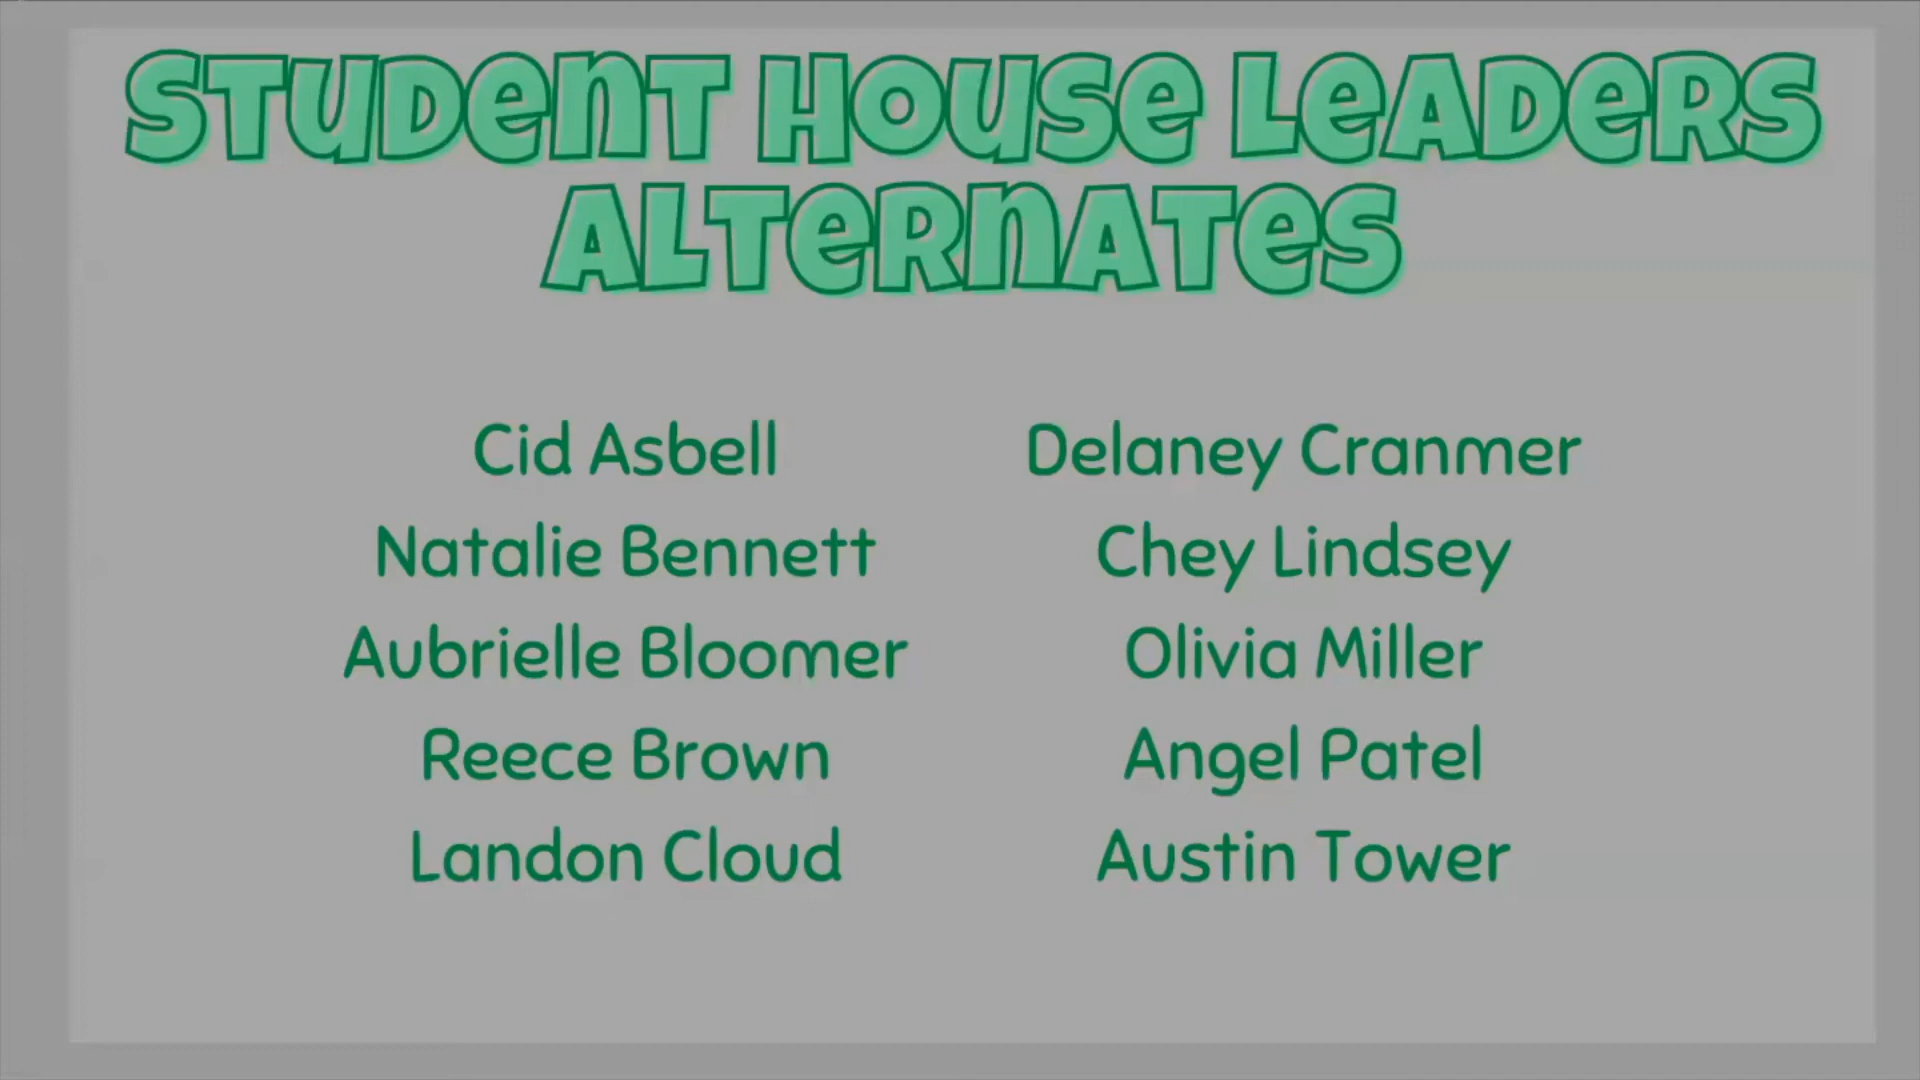 STUDENT HOUSE LEADERS
ALTERNATES
Cid Asbell
Natalie Bennett
Aubrielle Bloomer
Reece Brown
Landon Cloud
Delaney Cranmer
Chey Lindsey
Olivia Miller
Angel Patel
Austin Tower